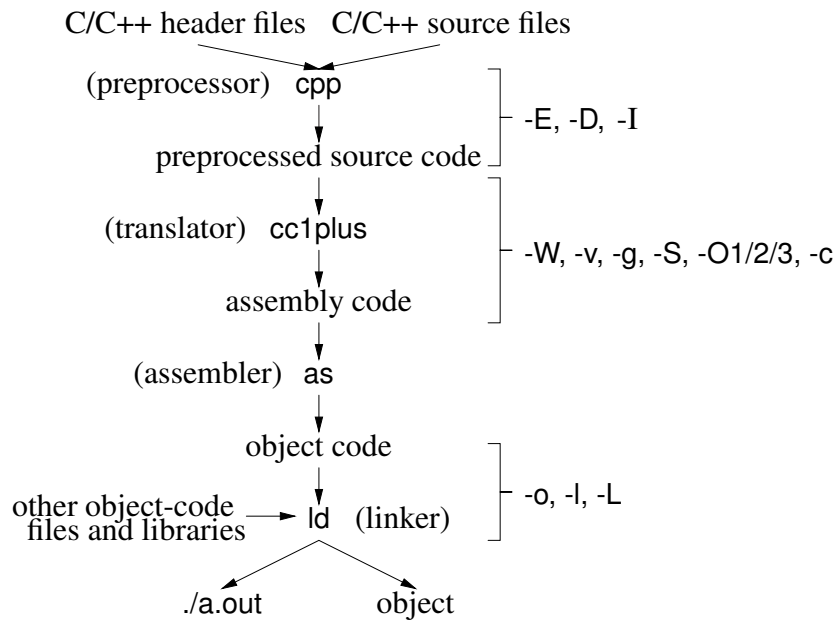 C/C++ header files C/C++ source files
(preprocessor) cpp
-E, -D, -I
preprocessed source code
(translator) cc1plus
-W, -v, -g, -S, -O1/2/3, -c
assembly code
(assembler) as
object code
-o, -l, -L
other object-code
files and libraries
ld (linker)
./a.out object